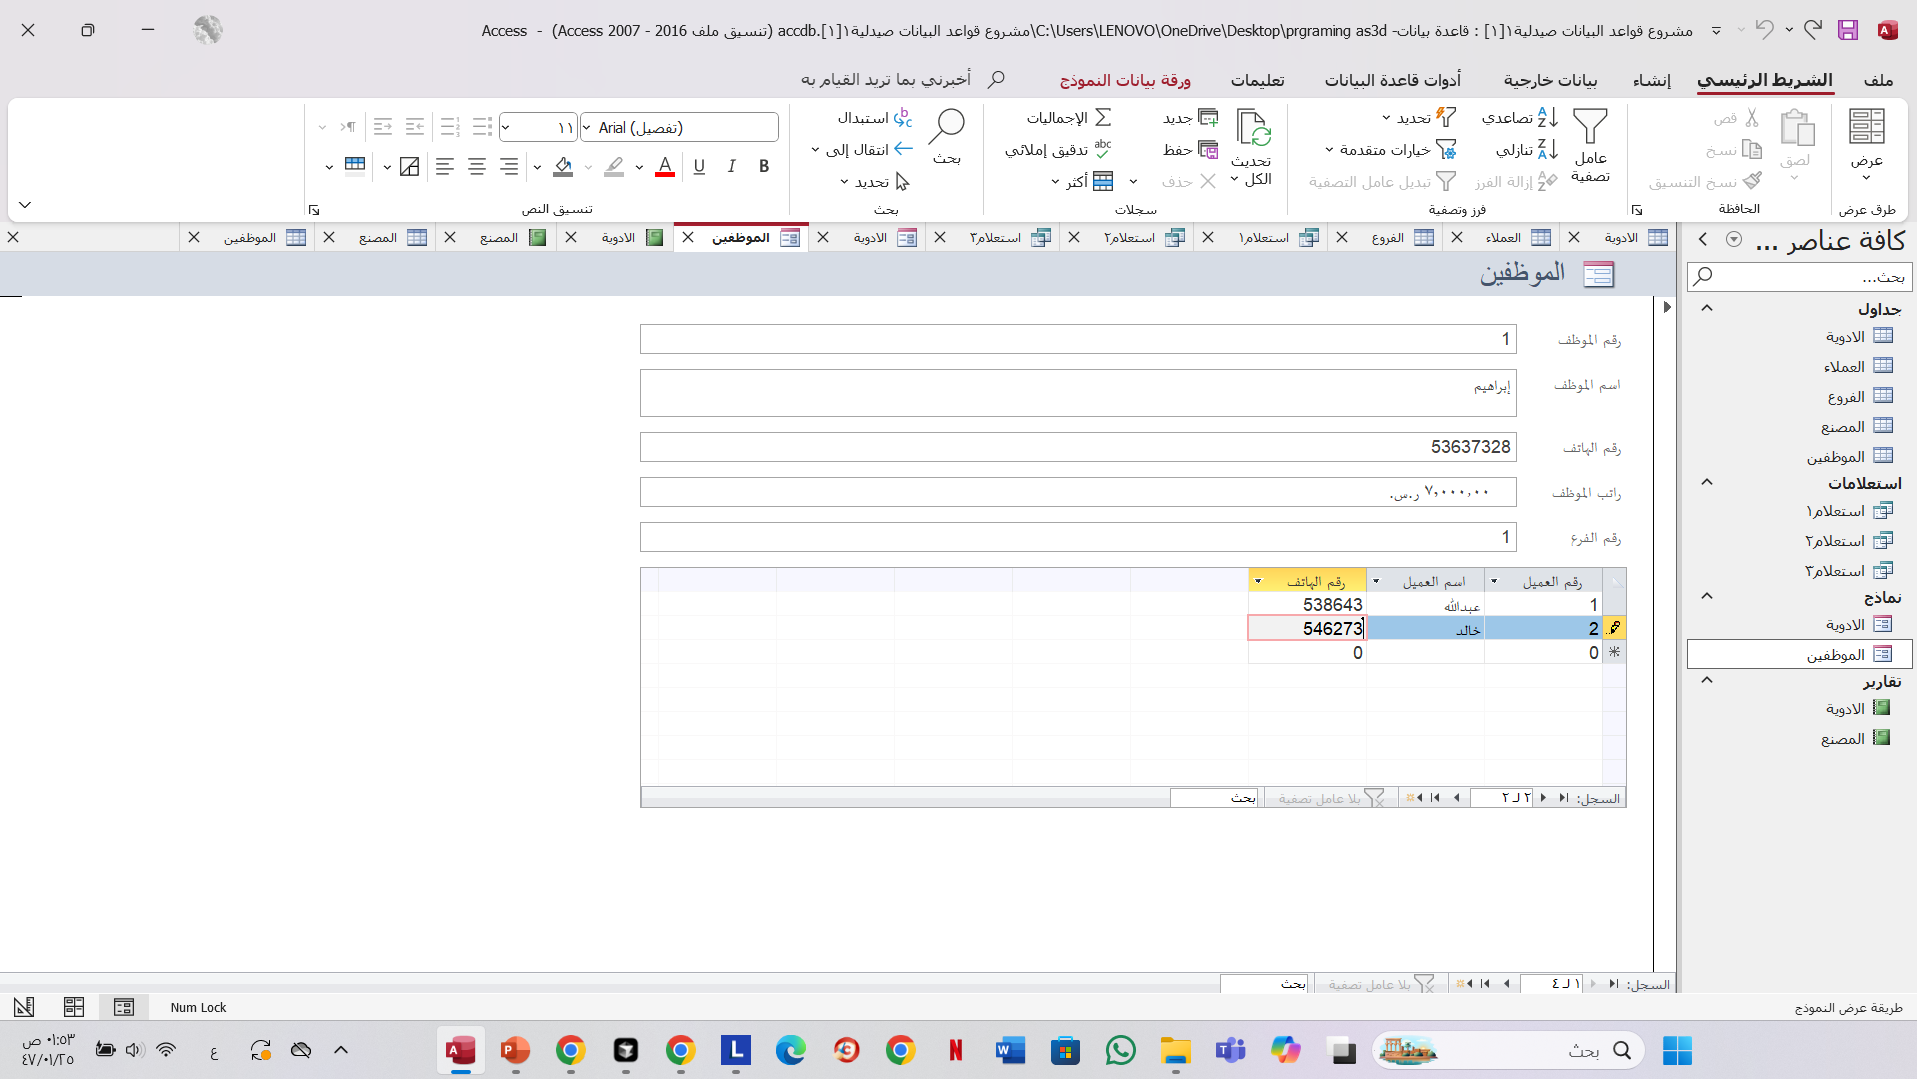 مشروع قواعد البيانات صيدلية١[١] : قاعدة بيانات- C:\Users\LENOVO\OneDrive\Desktop\prgraming as3d\مشروع قواعد البيانات صيدلية١[١].accdb (تنسيق ملف Access 2007 - 2016) - Access
ملف الشريط الرئيسي إنشاء بيانات خارجية أدوات قاعدة البيانات تعليمات ورقة بيانات النموذج أخبرني بما تريد القيام به
عرض
طرق عرض
لصق
قص
نسخ
نسخ التنسيق
الحافظة
عامل تصفية
تصاعدي
تنازلي
إزالة الفرز
تحديد
خيارات متقدمة
تبديل عامل التصفية
فرز وتصفية
تحديث الكل
جديد
حفظ
حذف
الإجماليات
تدقيق إملائي
أكثر
سجلات
بحث
استبدال
انتقال إلى
تحديد
بحث
Arial (تفصيل) ١١
B I U A
تنسيق النص
كافة عناصر ...
بحث...
جداول
الادوية
العملاء
الفروع
المصنع
الموظفين
استعلامات
استعلام١
استعلام٢
استعلام٣
نماذج
الادوية
الموظفين
تقارير
الادوية
المصنع
الادوية العملاء الفروع استعلام١ استعلام٢ استعلام٣ الادوية الموظفين الادوية المصنع المصنع الموظفين
الموظفين
رقم الموظف 1
اسم الموظف إبراهيم
رقم الهاتف 53637328
راتب الموظف ٧,٠٠٠,٠٠ ر.س.
رقم الفرع 1
رقم العميل اسم العميل رقم الهاتف
1 عبدالله 538643
2 خالد 546273
0 0
السجل: ٢ لـ ٢ بلا عامل تصفية بحث
السجل: ١ لـ ٤ بلا عامل تصفية بحث
طريقة عرض النموذج Num Lock
بحث
ع
٠١:٥٣ ص
٤٧/٠١/٢٥